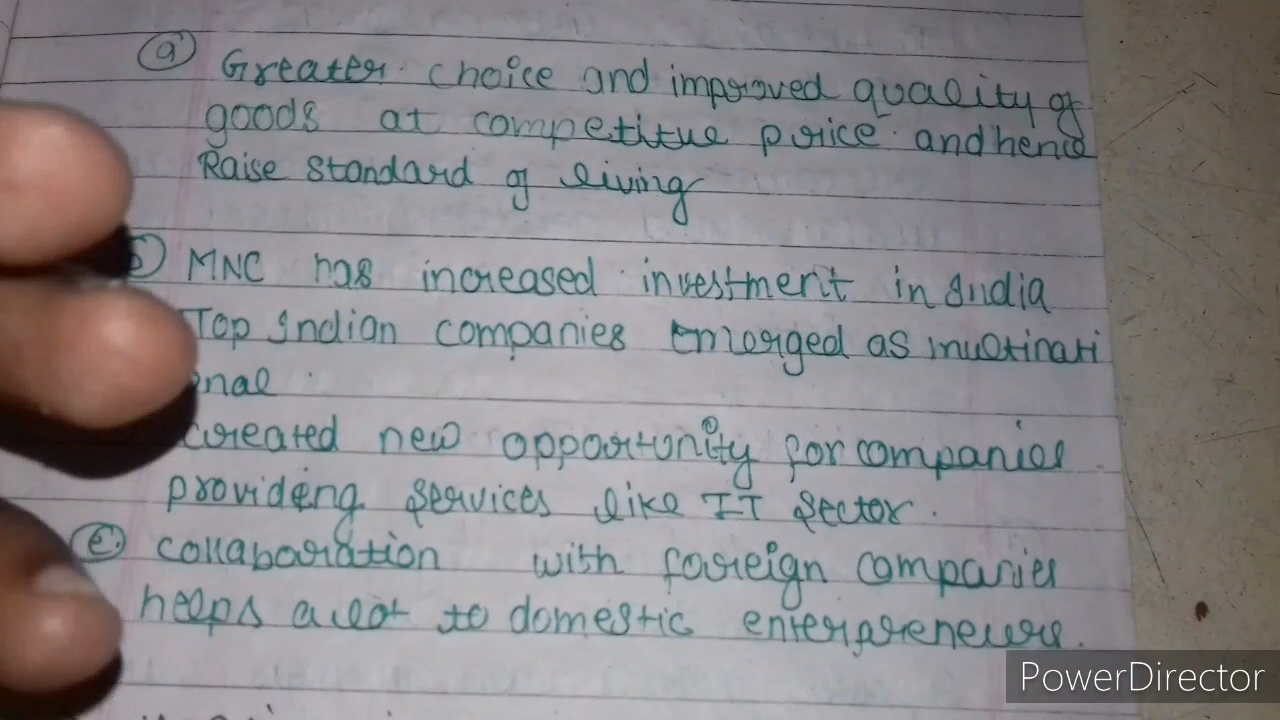 a) Greater choice and improved quality of
goods at competitue price and hence
Raise standard of living
b) MNC has increased investment in India
Top Indian companies emerged as multinati
onal
created new opportunity for companies
providing services like IT sector.
e) collaboration with foreign companies
helps a lot to domestic enterpreneurs.
PowerDirector